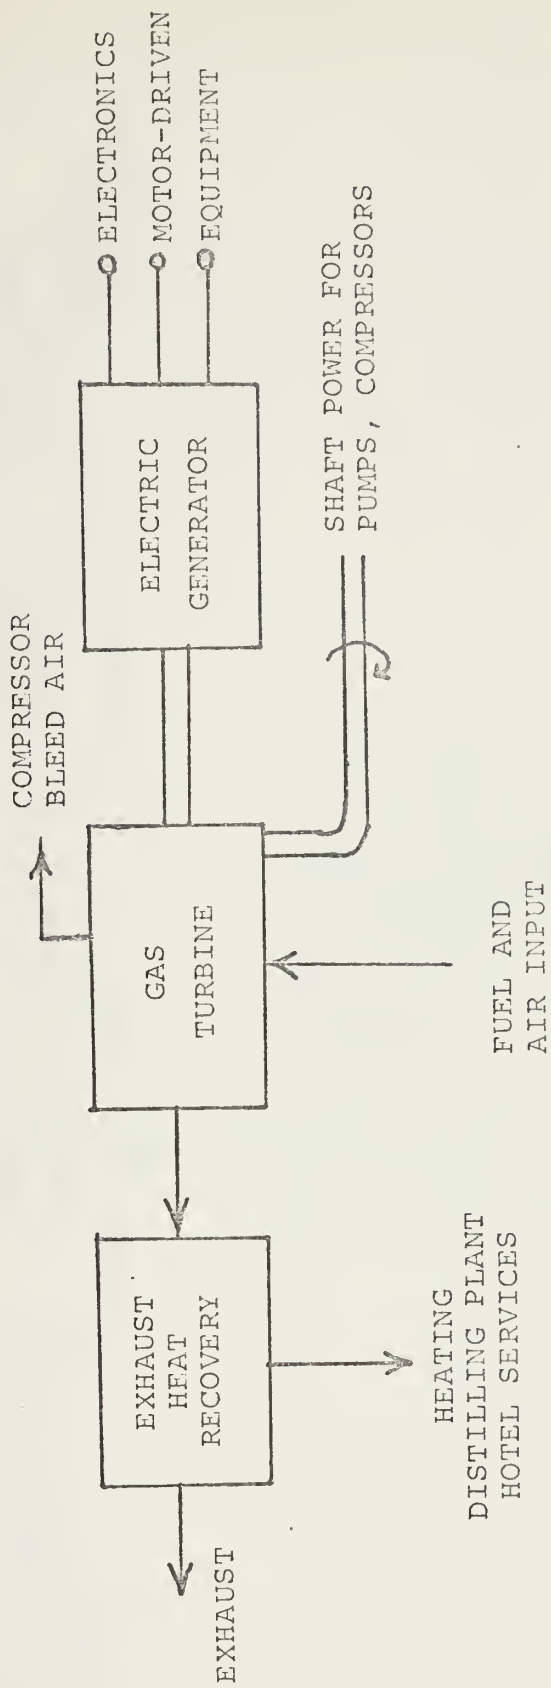 COMPRESSOR
BLEED AIR
ELECTRONICS
MOTOR-DRIVEN
EQUIPMENT
ELECTRIC
GENERATOR
GAS
TURBINE
EXHAUST
HEAT
RECOVERY
EXHAUST
SHAFT POWER FOR
PUMPS, COMPRESSORS
FUEL AND
AIR INPUT
HEATING
DISTILLING PLANT
HOTEL SERVICES